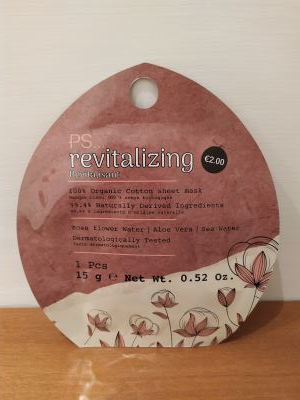 PS...
revitalizing
Revitalisant
€2.00
100% Organic Cotton sheet mask
99.4% Naturally Derived Ingredients
Rose flower Water | Aloe Vera | Sea Water
Dermatologically Tested
1 Pcs
15 g ℮ Net Wt. 0.52 Oz.